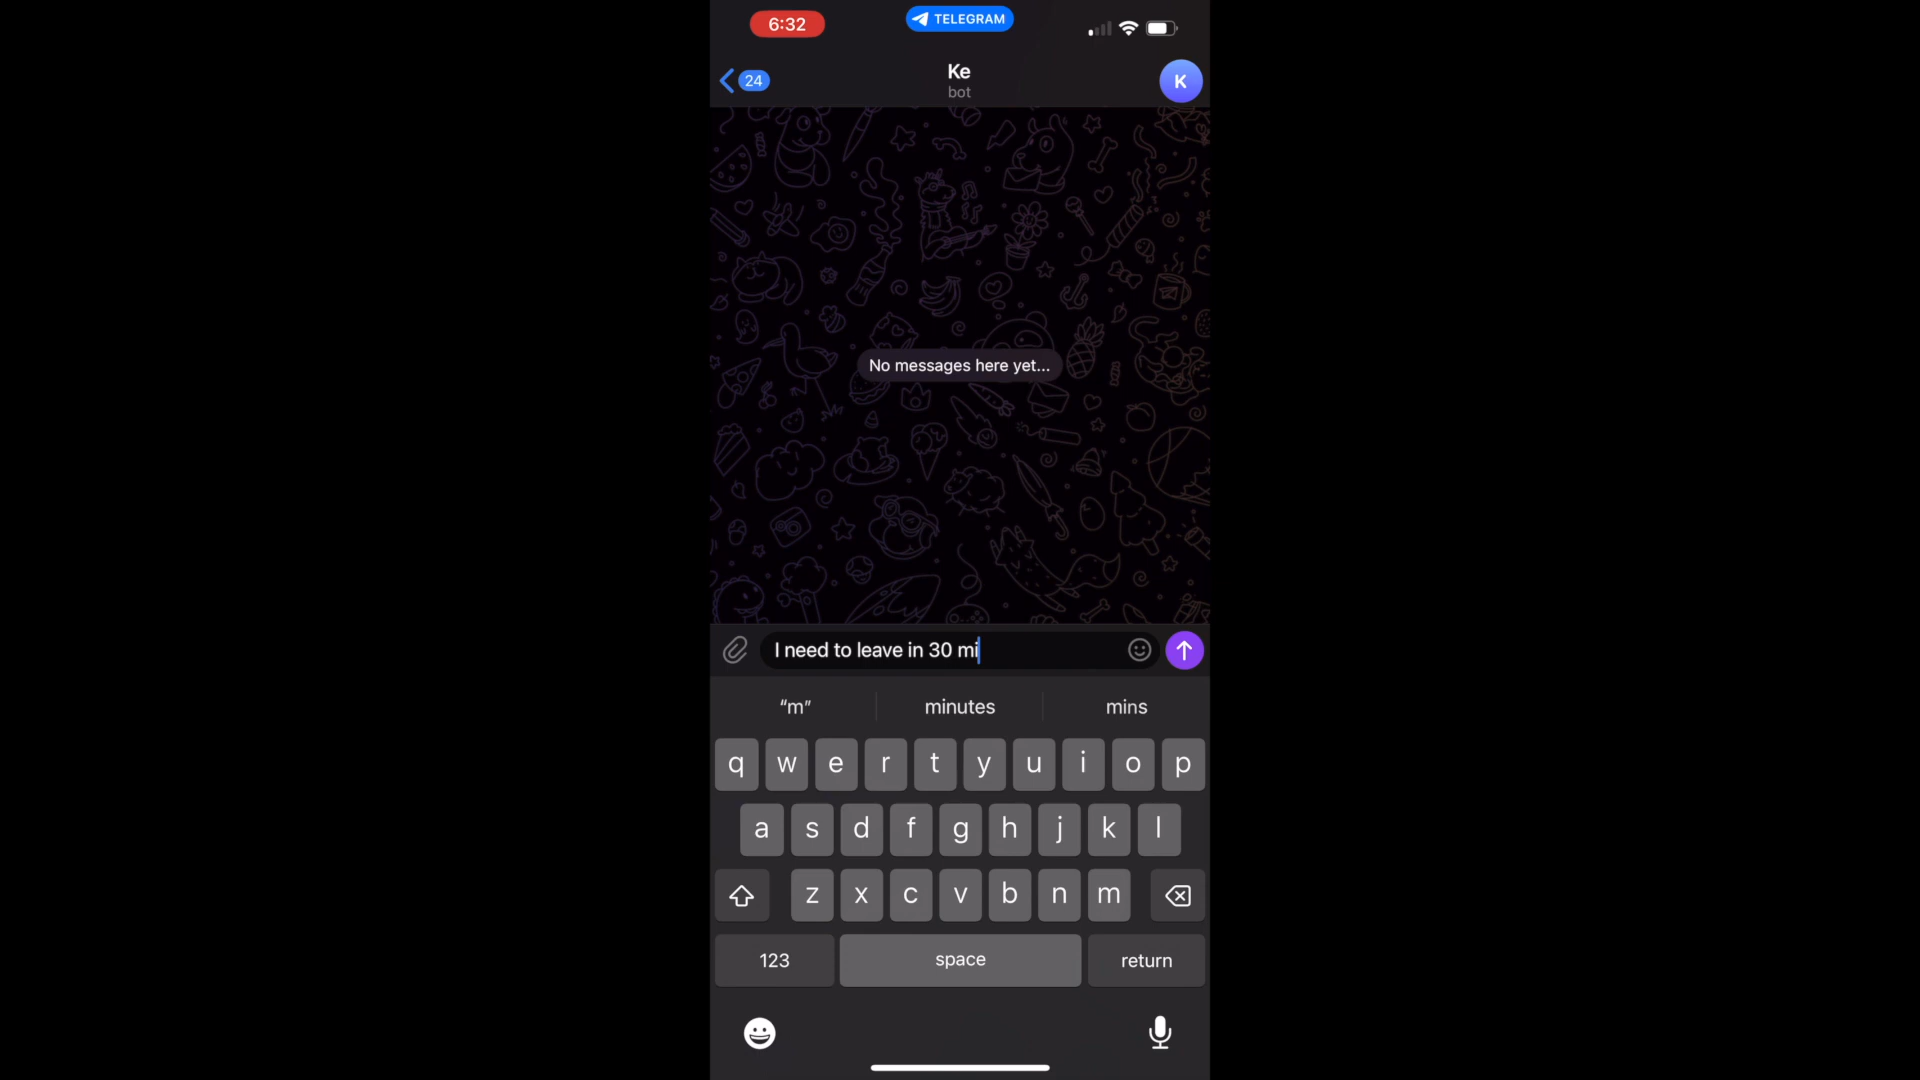 6:32
TELEGRAM
24
Ke
bot
K
No messages here yet...
I need to leave in 30 mi
“m”
minutes
mins
q w e r t y u i o p
a s d f g h j k l
z x c v b n m
123
space
return